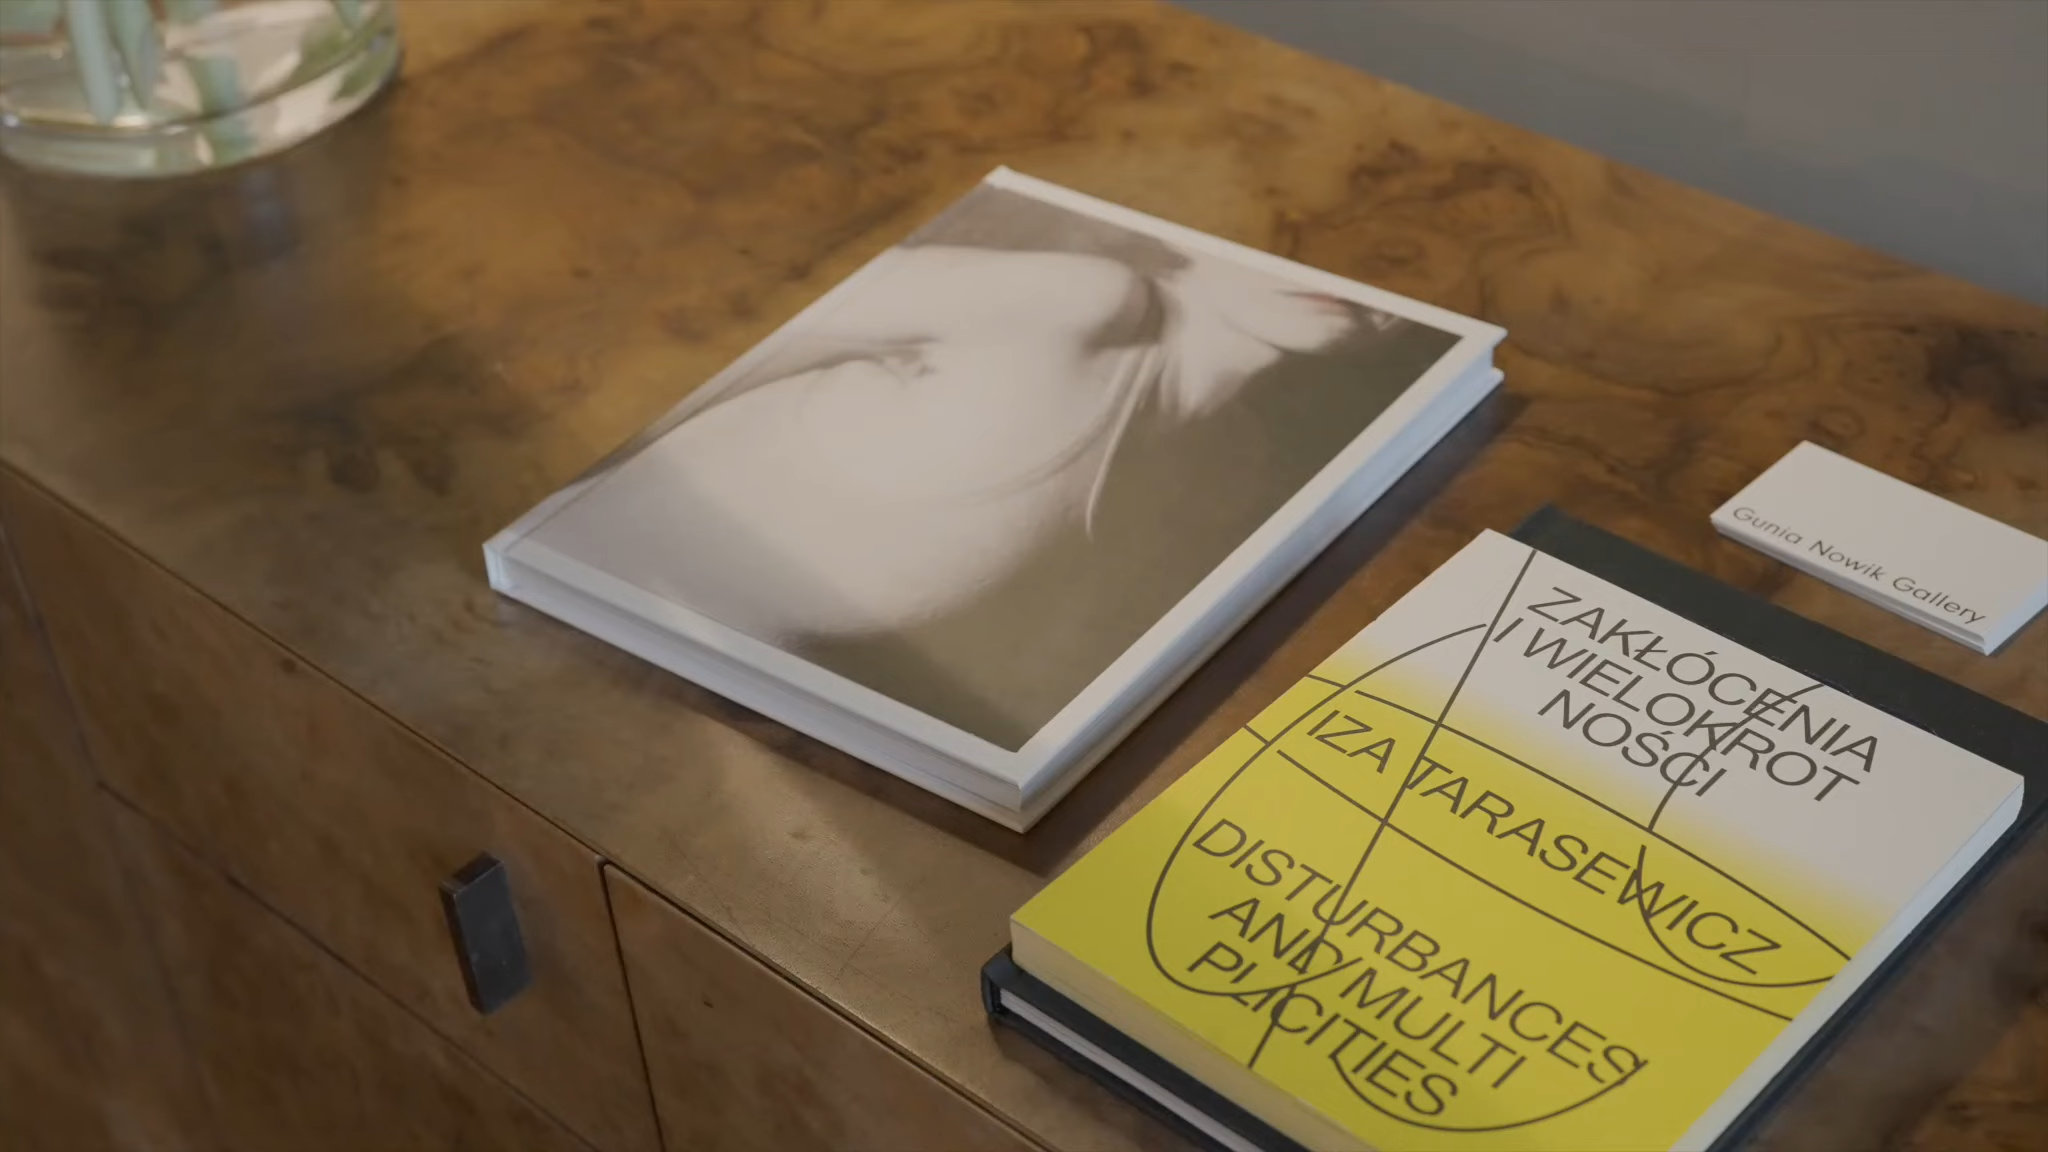 Gunia Nowik Gallery
ZAKŁÓCENIA
I WIELOKROT
NOŚCI
IZA TARASEWICZ
DISTURBANCES
AND MULTI
PLICITIES